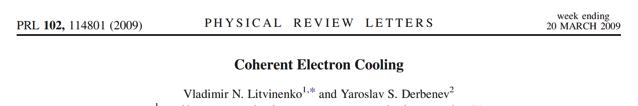 PRL 102, 114801 (2009)
PHYSICAL REVIEW LETTERS
week ending
20 MARCH 2009
Coherent Electron Cooling
Vladimir N. Litvinenko1,* and Yaroslav S. Derbenev2